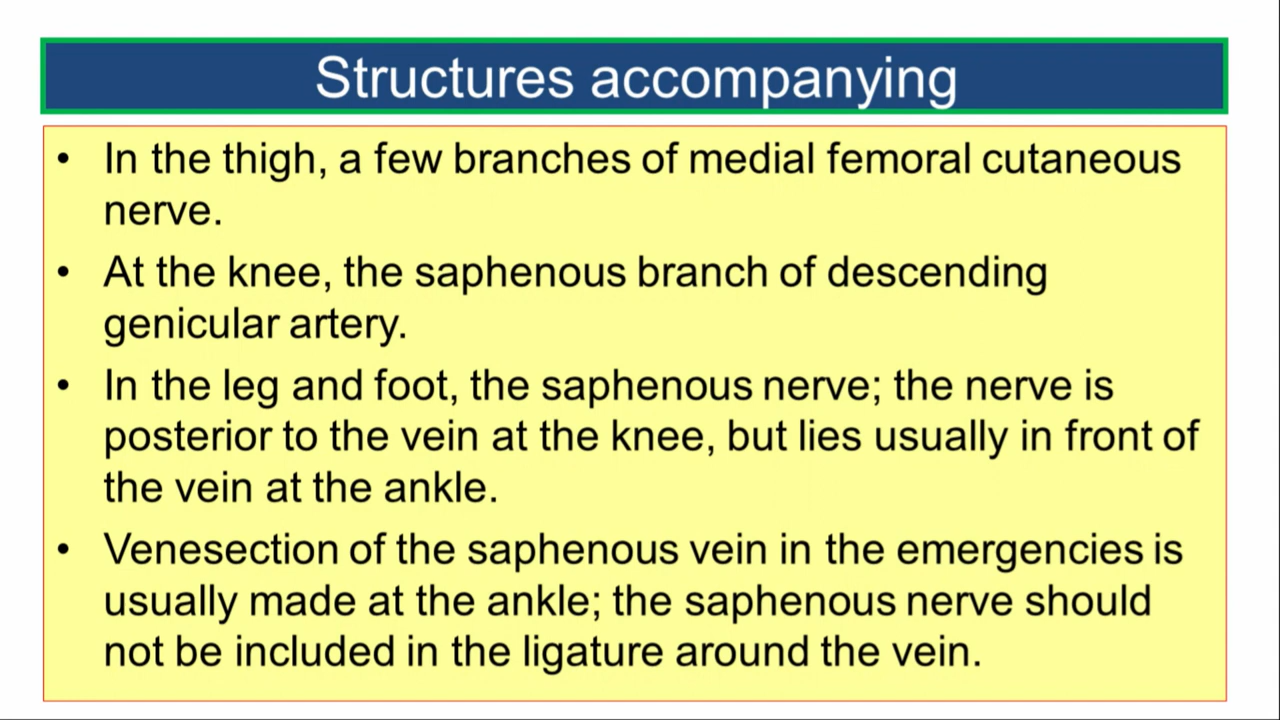 Structures accompanying
• In the thigh, a few branches of medial femoral cutaneous
nerve.
• At the knee, the saphenous branch of descending
genicular artery.
• In the leg and foot, the saphenous nerve; the nerve is
posterior to the vein at the knee, but lies usually in front of
the vein at the ankle.
• Venesection of the saphenous vein in the emergencies is
usually made at the ankle; the saphenous nerve should
not be included in the ligature around the vein.